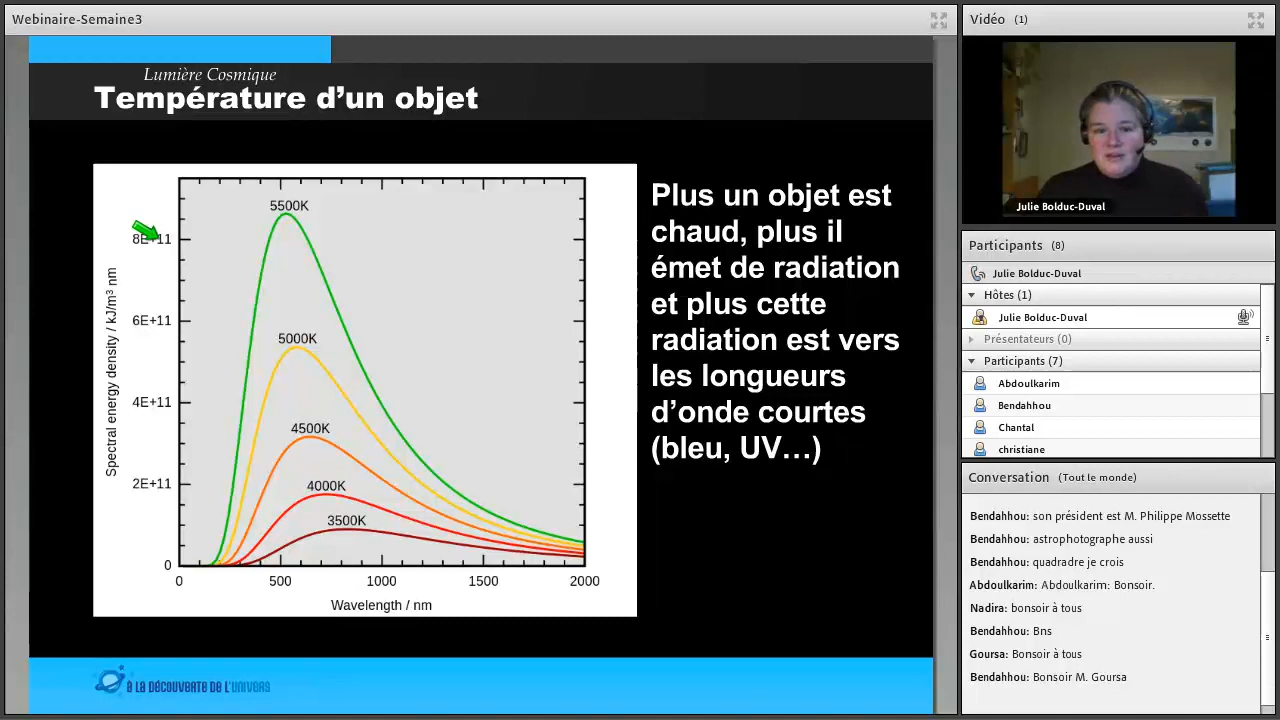 Webinaire-Semaine3
Lumière Cosmique
Température d’un objet
5500K
8E+11
5000K
6E+11
Spectral energy density / kJ/m³ nm
4E+11
4500K
2E+11
4000K
3500K
0
0 500 1000 1500 2000
Wavelength / nm
Plus un objet est
chaud, plus il
émet de radiation
et plus cette
radiation est vers
les longueurs
d’onde courtes
(bleu, UV…)
À LA DÉCOUVERTE DE L'UNIVERS
Vidéo (1)
Julie Bolduc-Duval
Participants (8)
Julie Bolduc-Duval
Hôtes (1)
Julie Bolduc-Duval
Présentateurs (0)
Participants (7)
Abdoulkarim
Bendahhou
Chantal
christiane
Conversation (Tout le monde)
Bendahhou: son président est M. Philippe Mossette
Bendahhou: astrophotographe aussi
Bendahhou: quadradre je crois
Abdoulkarim: Abdoulkarim: Bonsoir.
Nadira: bonsoir à tous
Bendahhou: Bns
Goursa: Bonsoir à tous
Bendahhou: Bonsoir M. Goursa